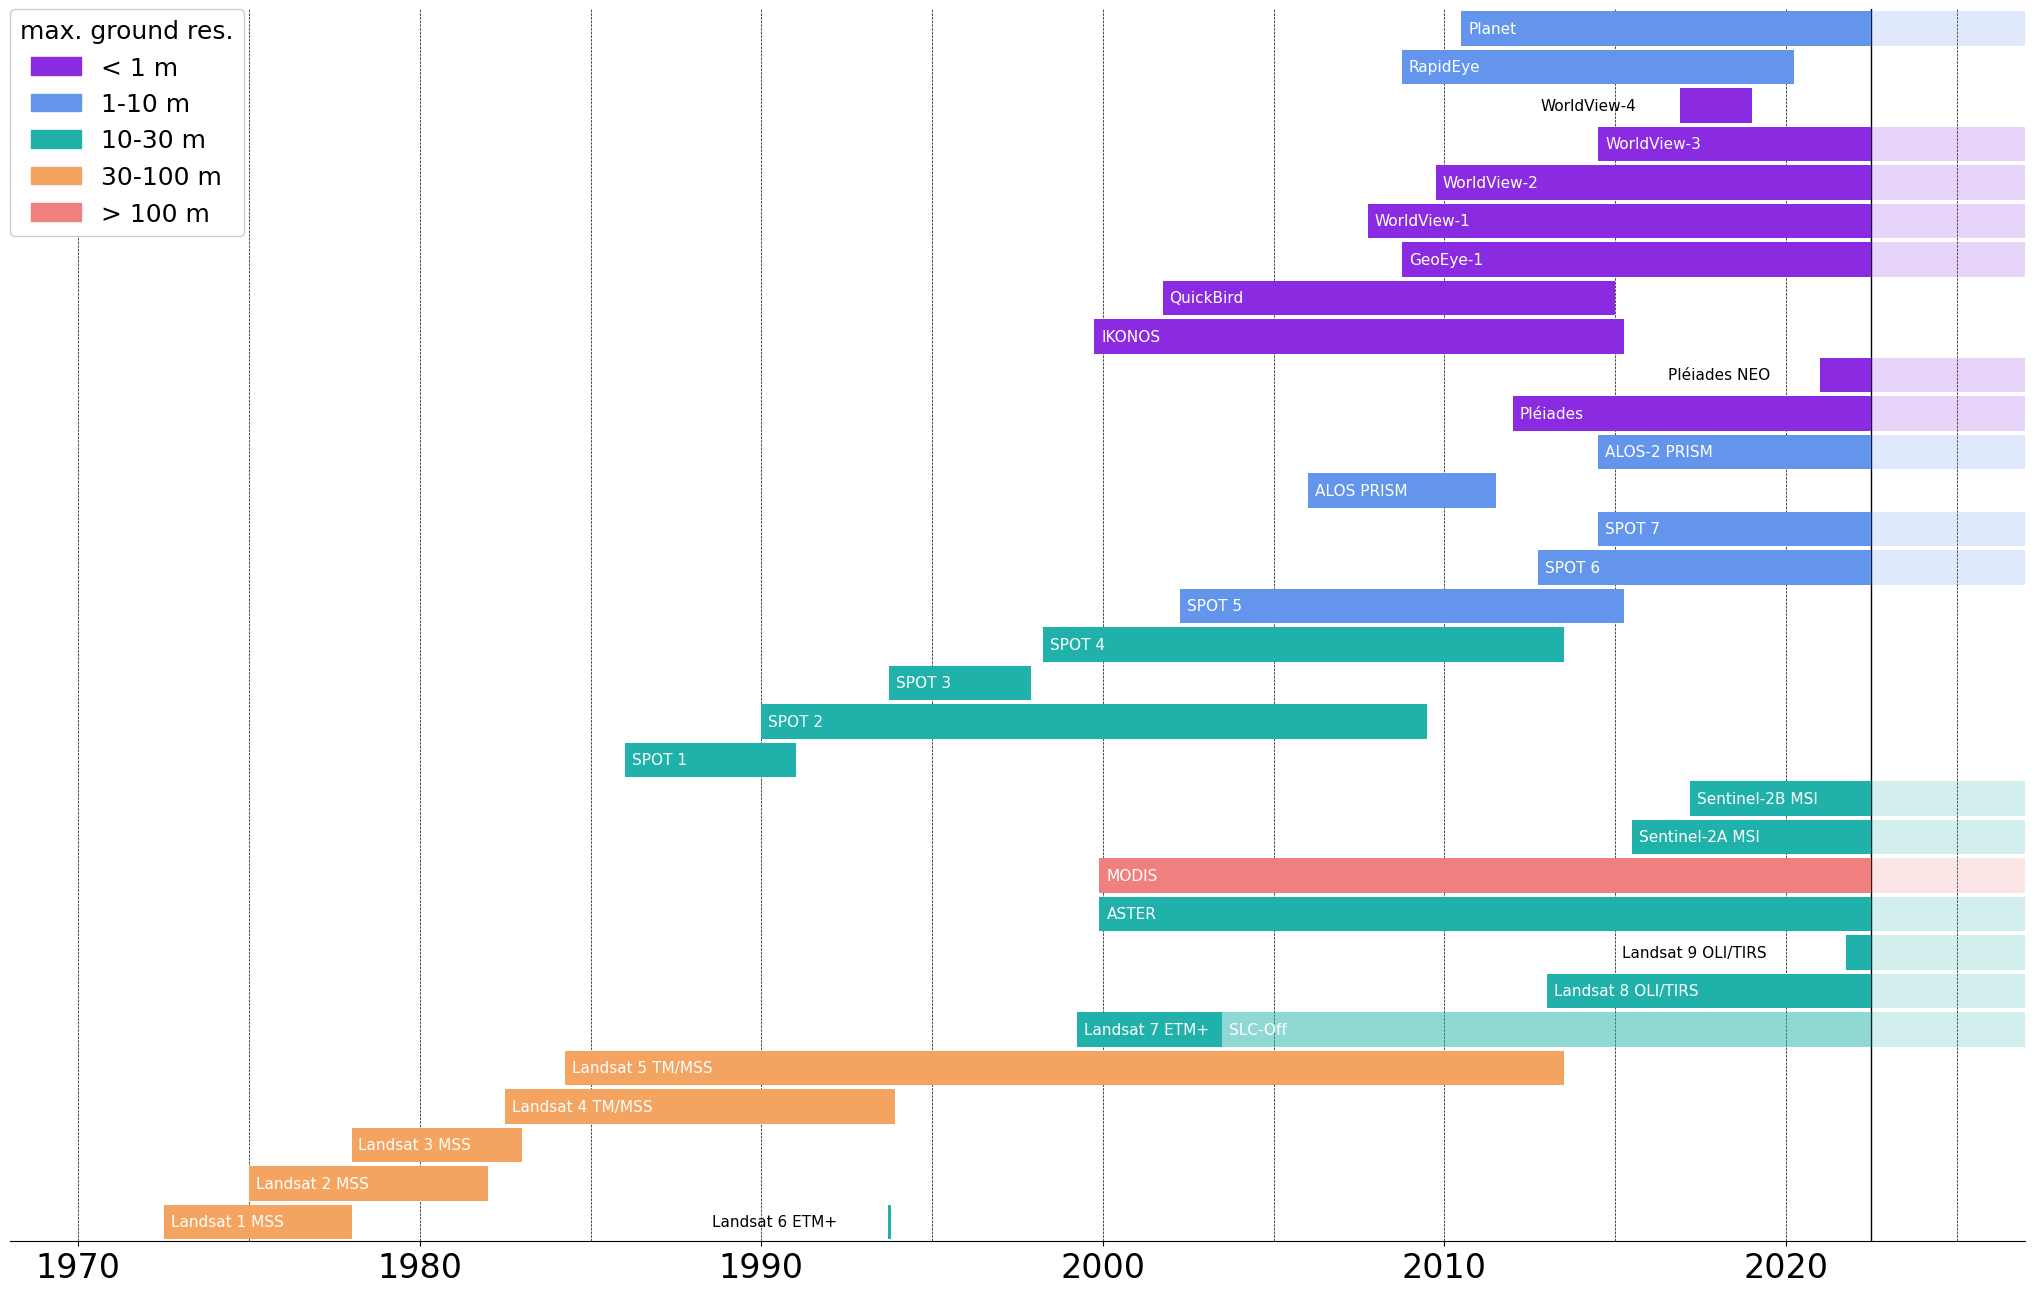 max. ground res.
< 1 m
1-10 m
10-30 m
30-100 m
> 100 m
Planet
RapidEye
WorldView-4
WorldView-3
WorldView-2
WorldView-1
GeoEye-1
QuickBird
IKONOS
Pléiades NEO
Pléiades
ALOS-2 PRISM
ALOS PRISM
SPOT 7
SPOT 6
SPOT 5
SPOT 4
SPOT 3
SPOT 2
SPOT 1
Sentinel-2B MSI
Sentinel-2A MSI
MODIS
ASTER
Landsat 9 OLI/TIRS
Landsat 8 OLI/TIRS
Landsat 7 ETM+ SLC-Off
Landsat 5 TM/MSS
Landsat 4 TM/MSS
Landsat 3 MSS
Landsat 2 MSS
Landsat 1 MSS Landsat 6 ETM+
1970 1980 1990 2000 2010 2020